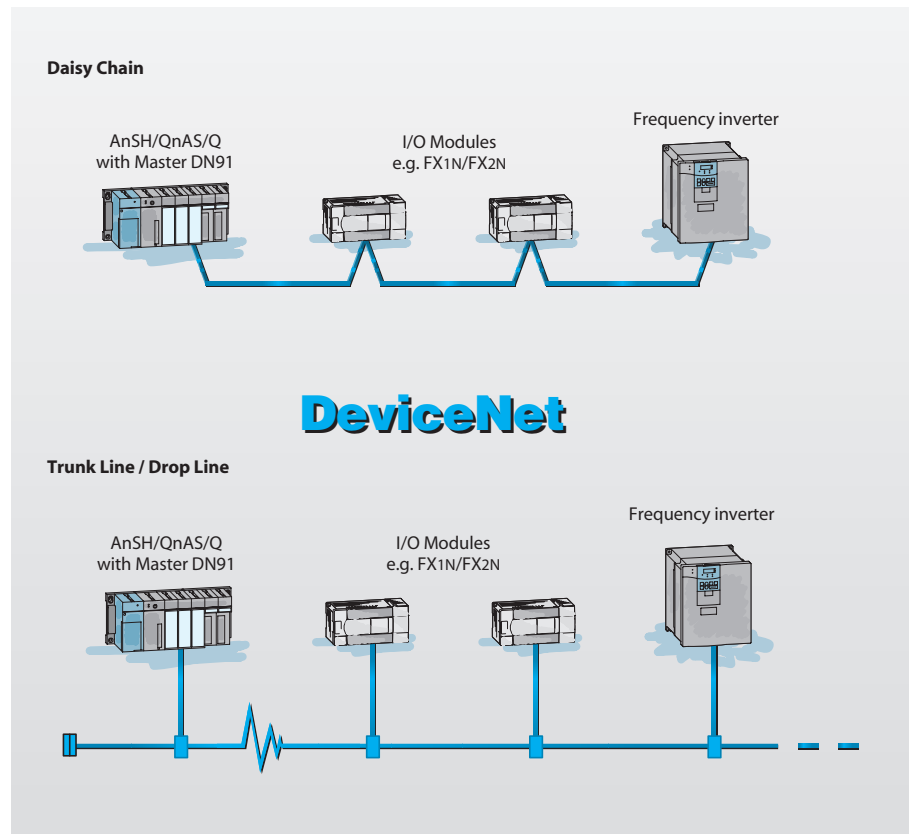 Daisy Chain
Frequency inverter
AnSH/QnAS/Q
with Master DN91
I/O Modules
e.g. FX1N/FX2N
DeviceNet
Trunk Line / Drop Line
Frequency inverter
AnSH/QnAS/Q
with Master DN91
I/O Modules
e.g. FX1N/FX2N